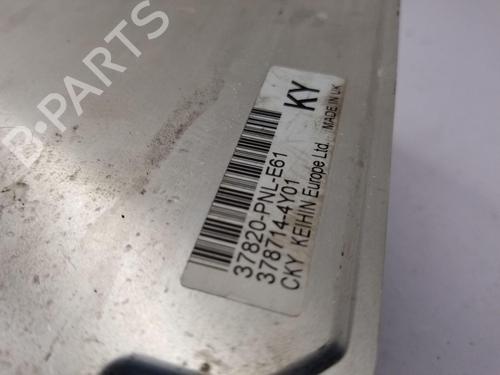 B-PARTS
KY
MADE IN UK
37820-PNL-E61
378714-4Y01
CKY KEIHIN Europe Ltd.